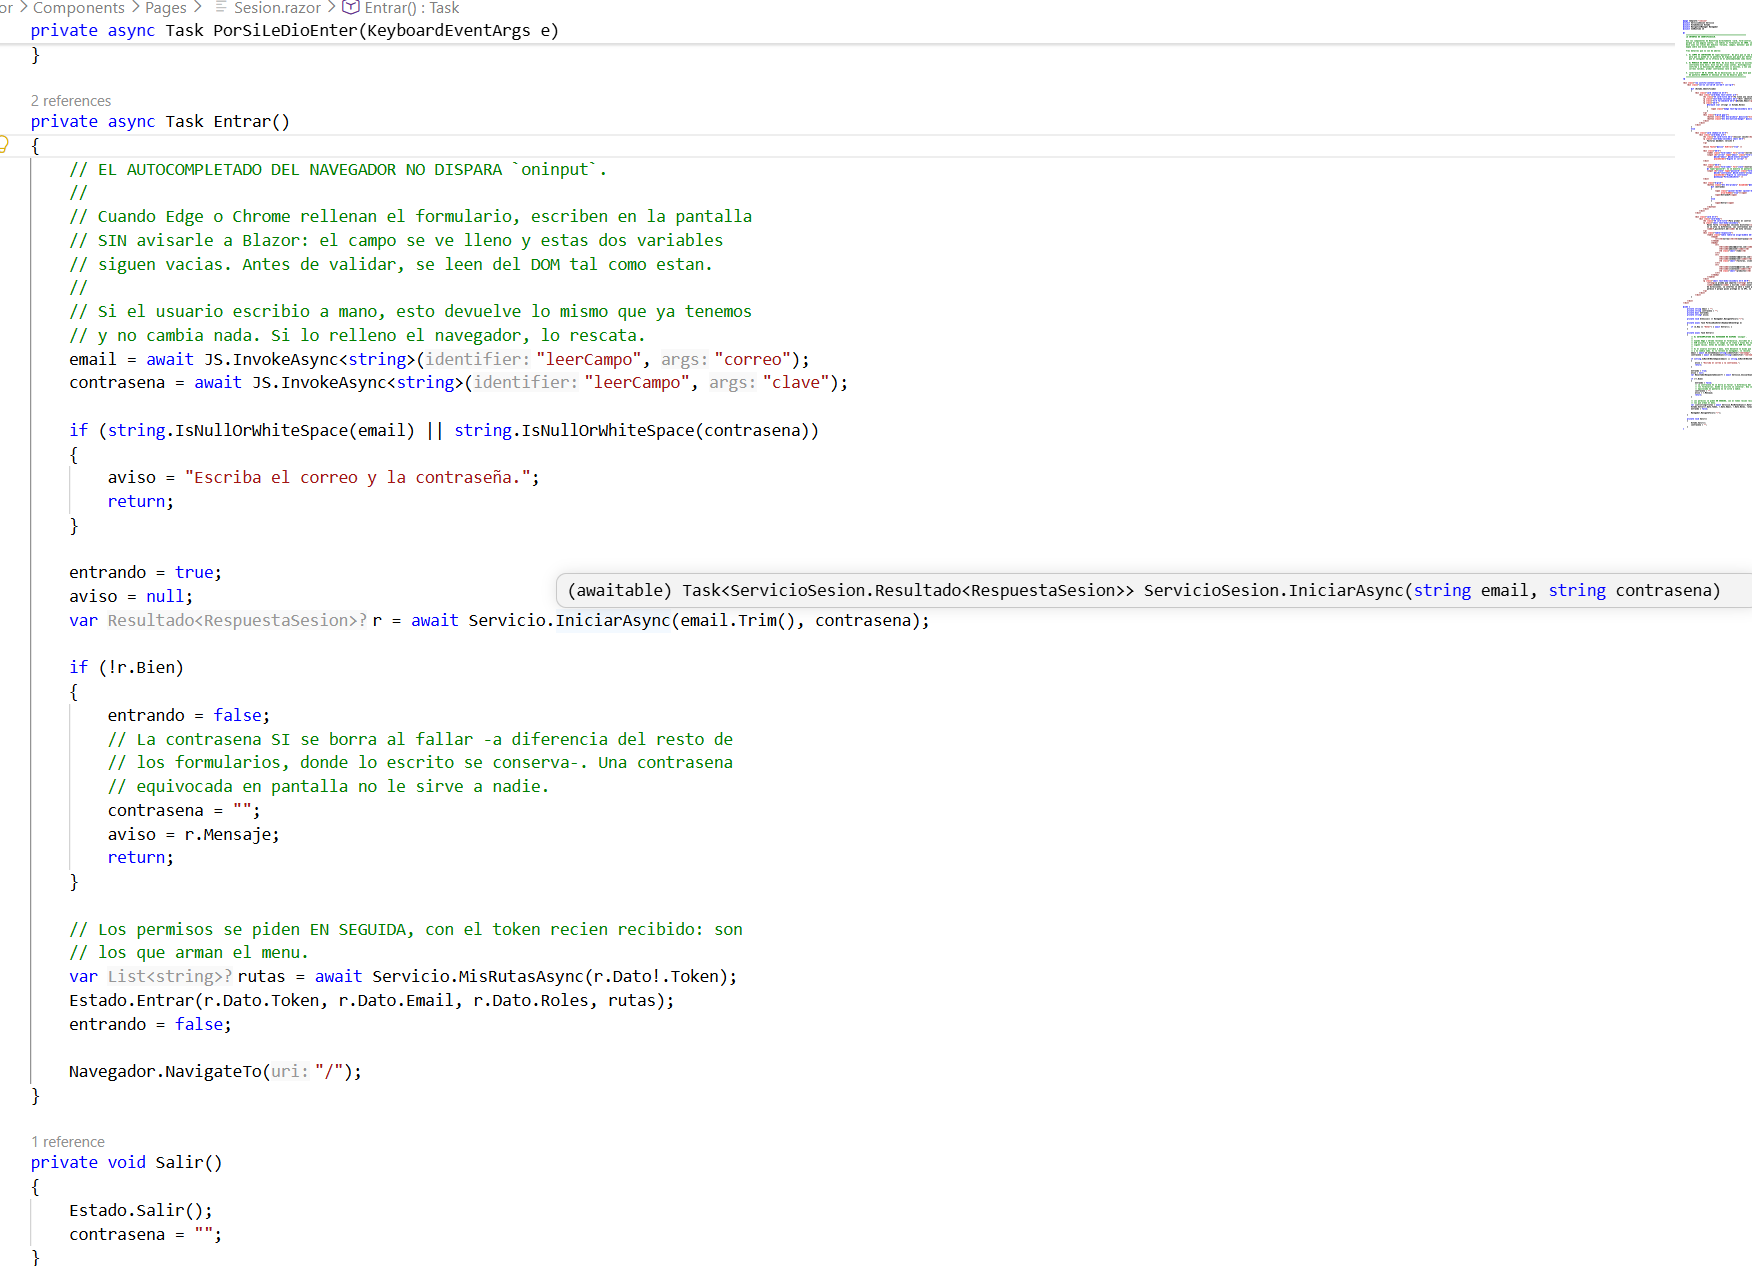 or > Components > Pages > Sesion.razor > Entrar() : Task
private async Task PorSiLeDioEnter(KeyboardEventArgs e)
}
2 references
private async Task Entrar()
{
// EL AUTOCOMPLETADO DEL NAVEGADOR NO DISPARA `oninput`.
//
// Cuando Edge o Chrome rellenan el formulario, escriben en la pantalla
// SIN avisarle a Blazor: el campo se ve lleno y estas dos variables
// siguen vacias. Antes de validar, se leen del DOM tal como estan.
//
// Si el usuario escribio a mano, esto devuelve lo mismo que ya tenemos
// y no cambia nada. Si lo relleno el navegador, lo rescata.
email = await JS.InvokeAsync<string>(identifier: "leerCampo", args: "correo");
contrasena = await JS.InvokeAsync<string>(identifier: "leerCampo", args: "clave");
if (string.IsNullOrWhiteSpace(email) || string.IsNullOrWhiteSpace(contrasena))
{
aviso = "Escriba el correo y la contraseña.";
return;
}
entrando = true;
(awaitable) Task<ServicioSesion.Resultado<RespuestaSesion>> ServicioSesion.IniciarAsync(string email, string contrasena)
aviso = null;
var Resultado<RespuestaSesion>? r = await Servicio.IniciarAsync(email.Trim(), contrasena);
if (!r.Bien)
{
entrando = false;
// La contrasena SI se borra al fallar -a diferencia del resto de
// los formularios, donde lo escrito se conserva-. Una contrasena
// equivocada en pantalla no le sirve a nadie.
contrasena = "";
aviso = r.Mensaje;
return;
}
// Los permisos se piden EN SEGUIDA, con el token recien recibido: son
// los que arman el menu.
var List<string>? rutas = await Servicio.MisRutasAsync(r.Dato!.Token);
Estado.Entrar(r.Dato.Token, r.Dato.Email, r.Dato.Roles, rutas);
entrando = false;
Navegador.NavigateTo(uri: "/");
}
1 reference
private void Salir()
{
Estado.Salir();
contrasena = "";
}